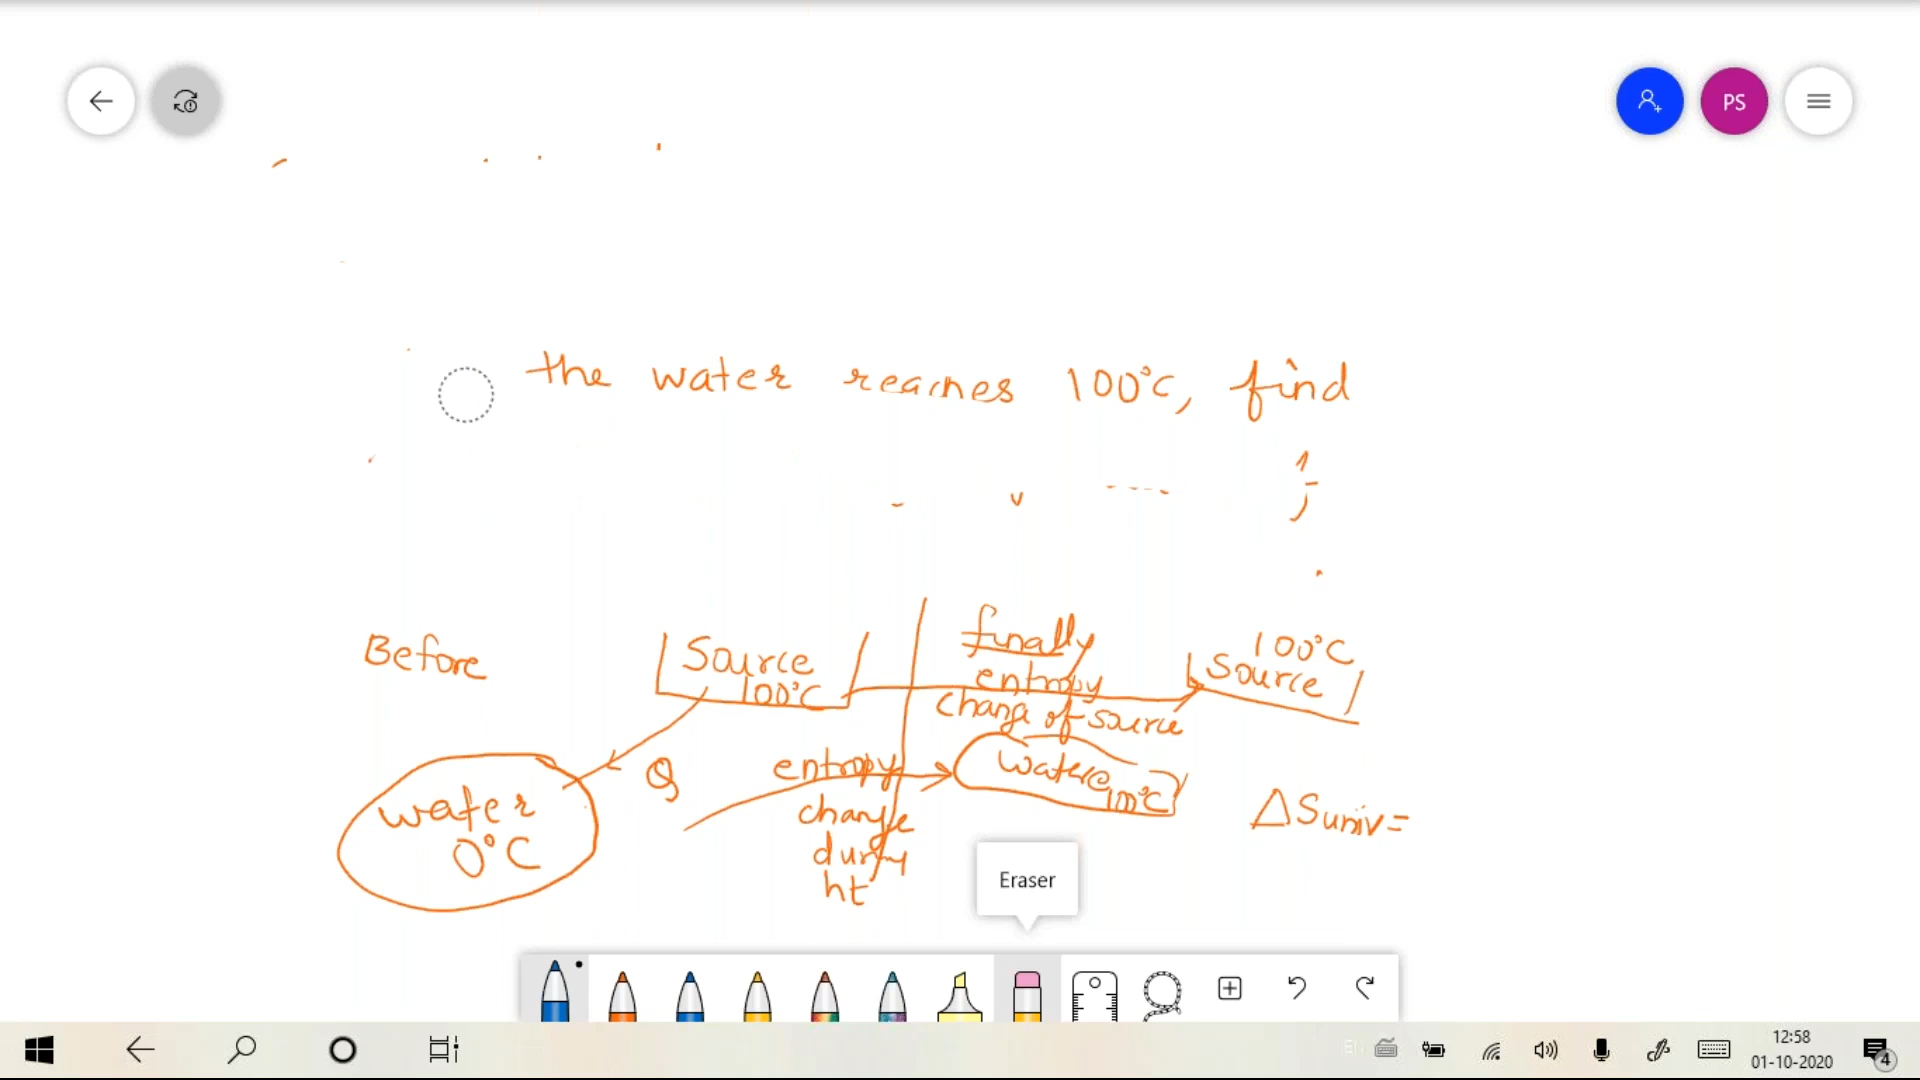 PS
the water reaches 100°C, find
Before
Source
100°C
finally
entropy
change of source
100°C
Source
water
0°C
Q
entropy
change
during
ht
water
100°C
ΔSuniv=
Eraser
12:58
01-10-2020
4